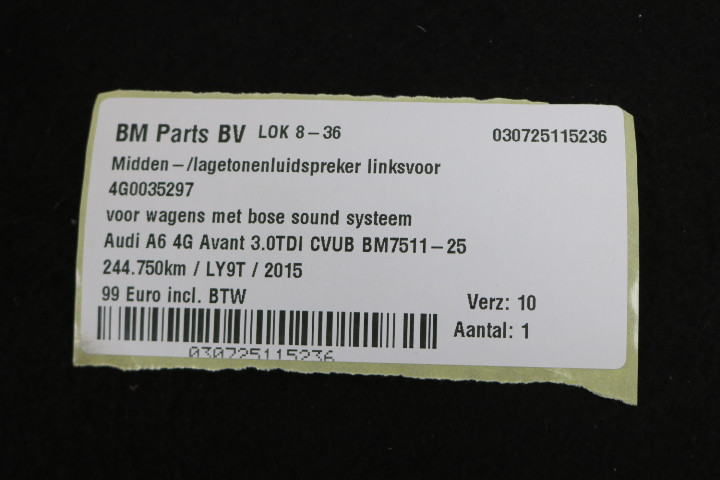 BM Parts BV LOK 8-36 030725115236
Midden-/lagetonenluidspreker linksvoor
4G0035297
voor wagens met bose sound systeem
Audi A6 4G Avant 3.0TDI CVUB BM7511-25
244.750km / LY9T / 2015
99 Euro incl. BTW Verz: 10
Aantal: 1
030725115236